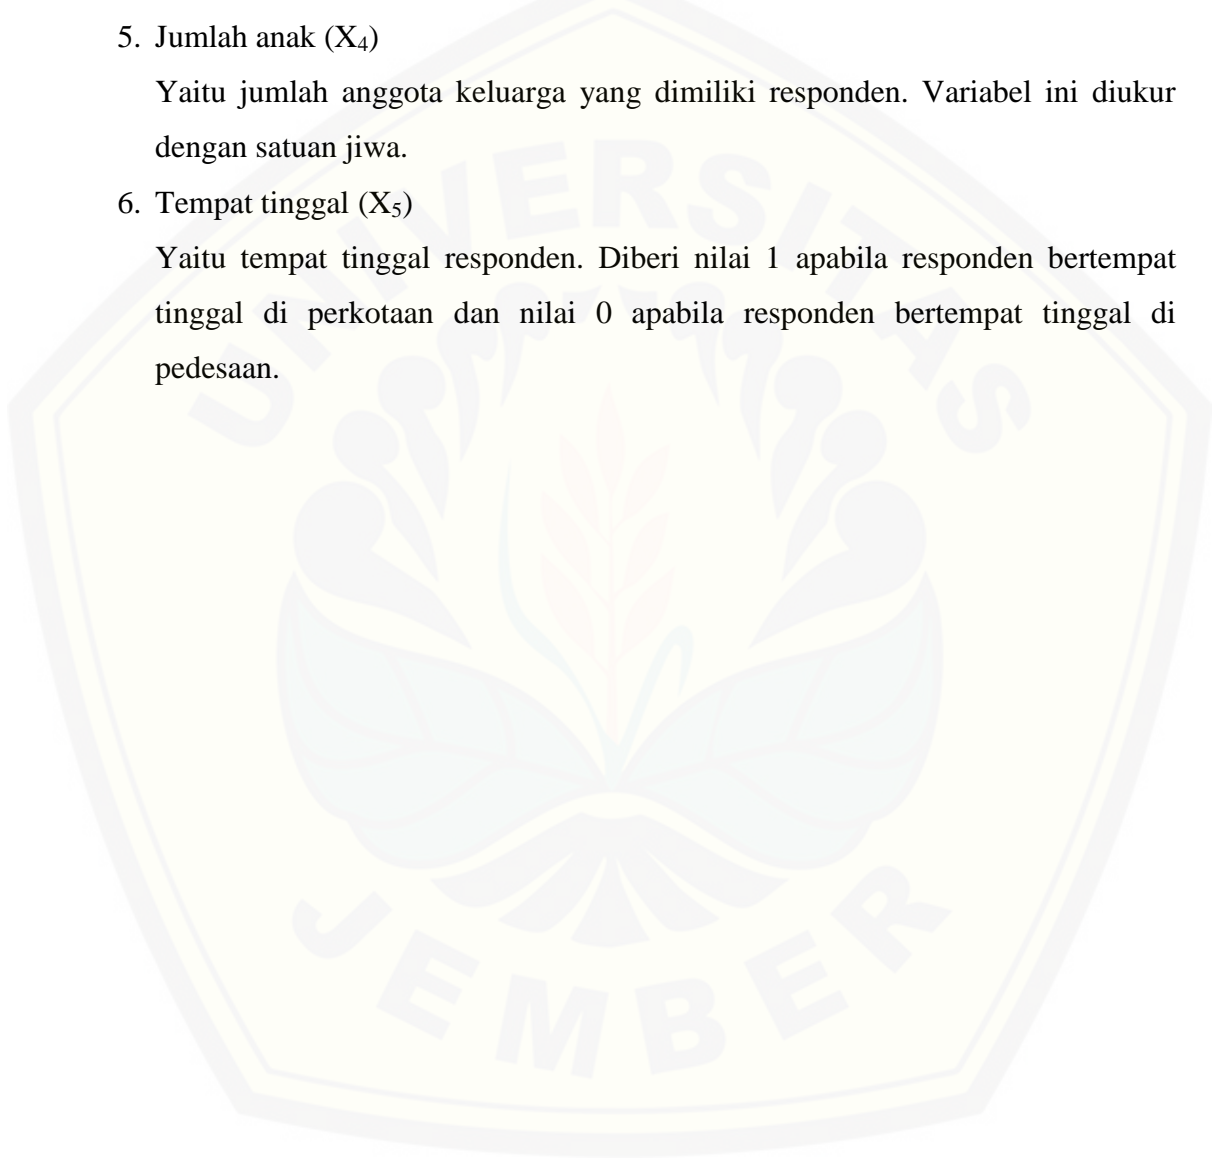 5. Jumlah anak (X₄)
Yaitu jumlah anggota keluarga yang dimiliki responden. Variabel ini diukur
dengan satuan jiwa.
6. Tempat tinggal (X₅)
Yaitu tempat tinggal responden. Diberi nilai 1 apabila responden bertempat
tinggal di perkotaan dan nilai 0 apabila responden bertempat tinggal di
pedesaan.
UNIVERSITAS
JEMBER